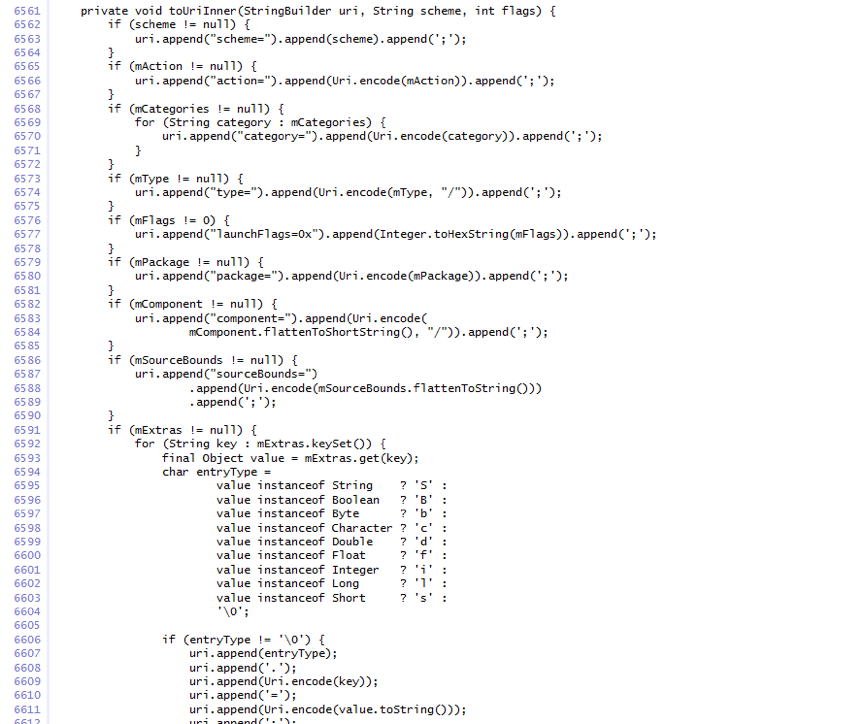 6561 private void toUriInner(StringBuilder uri, String scheme, int flags) {
6562 if (scheme != null) {
6563 uri.append("scheme=").append(scheme).append(';');
6564 }
6565 if (mAction != null) {
6566 uri.append("action=").append(Uri.encode(mAction)).append(';');
6567 }
6568 if (mCategories != null) {
6569 for (String category : mCategories) {
6570 uri.append("category=").append(Uri.encode(category)).append(';');
6571 }
6572 }
6573 if (mType != null) {
6574 uri.append("type=").append(Uri.encode(mType, "/")).append(';');
6575 }
6576 if (mFlags != 0) {
6577 uri.append("launchFlags=0x").append(Integer.toHexString(mFlags)).append(';');
6578 }
6579 if (mPackage != null) {
6580 uri.append("package=").append(Uri.encode(mPackage)).append(';');
6581 }
6582 if (mComponent != null) {
6583 uri.append("component=").append(Uri.encode(
6584 mComponent.flattenToShortString(), "/")).append(';');
6585 }
6586 if (mSourceBounds != null) {
6587 uri.append("sourceBounds=")
6588 .append(Uri.encode(mSourceBounds.flattenToString()))
6589 .append(';');
6590 }
6591 if (mExtras != null) {
6592 for (String key : mExtras.keySet()) {
6593 final Object value = mExtras.get(key);
6594 char entryType =
6595 value instanceof String ? 'S' :
6596 value instanceof Boolean ? 'B' :
6597 value instanceof Byte ? 'b' :
6598 value instanceof Character ? 'c' :
6599 value instanceof Double ? 'd' :
6600 value instanceof Float ? 'f' :
6601 value instanceof Integer ? 'i' :
6602 value instanceof Long ? 'l' :
6603 value instanceof Short ? 's' :
6604 '\0';
6605
6606 if (entryType != '\0') {
6607 uri.append(entryType);
6608 uri.append('.');
6609 uri.append(Uri.encode(key));
6610 uri.append('=');
6611 uri.append(Uri.encode(value.toString()));
6612 uri.append(';');